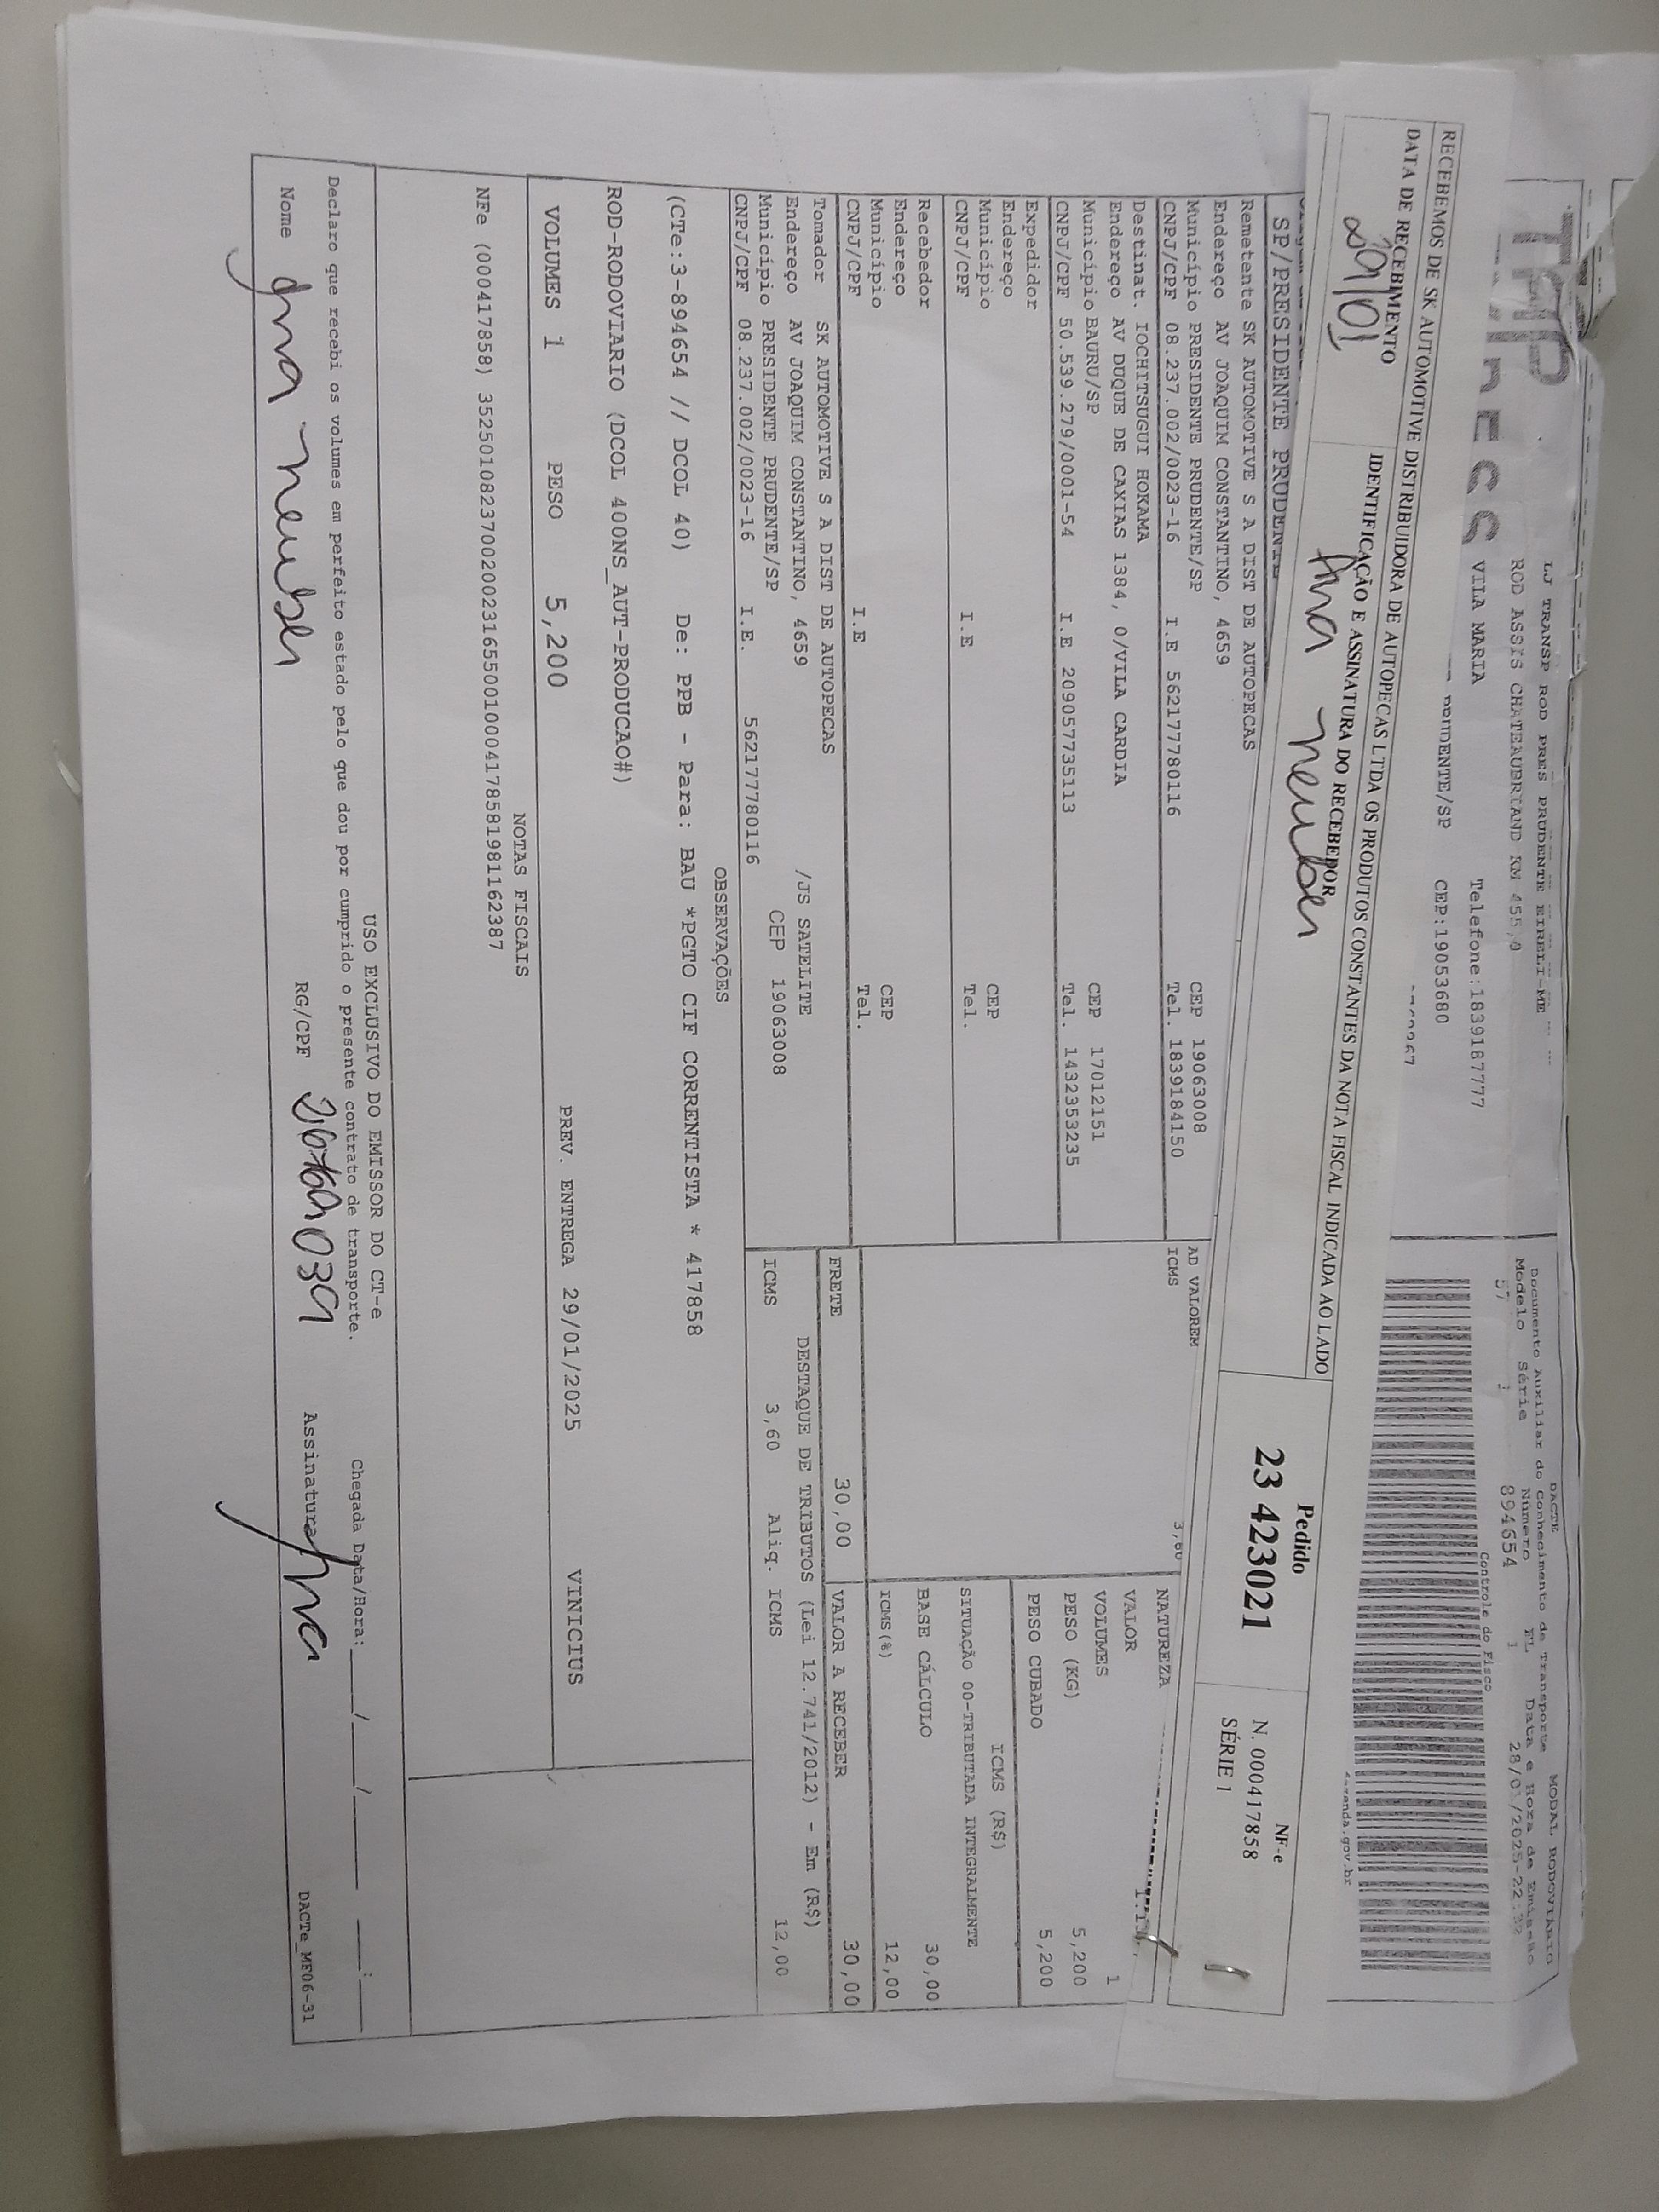 LJ TRANSP ROD PRES PRUDENTE EIRELI-ME
ROD ASSIS CHATEAUBRIAND KM 455,0
VILA MARIA Telefone:1839167777
PRUDENTE/SP CEP:19053680
DACTE
Documento Auxiliar do Conhecimento de Transporte
MODAL RODOVIÁRIO
Modelo Série Número FL Data e Hora de Emissão
57 1 894654 1
Controle do Fisco
RECEBEMOS DE SK AUTOMOTIVE DISTRIBUIDORA DE AUTOPECAS LTDA OS PRODUTOS CONSTANTES DA NOTA FISCAL INDICADA AO LADO
DATA DE RECEBIMENTO IDENTIFICAÇÃO E ASSINATURA DO RECEBEDOR
29/01 Ana
Pedido
23 423021
NF-e
N. 000417858
SÉRIE 1
SP/PRESIDENTE PRUDENTE
Remetente SK AUTOMOTIVE S A DIST DE AUTOPECAS
Endereço AV JOAQUIM CONSTANTINO, 4659
Município PRESIDENTE PRUDENTE/SP CEP 19063008
CNPJ/CPF 08.237.002/0023-16 I.E 562177780116 Tel. 1839184150
Destinat. IOCHITSUGUI HOKAMA
Endereço AV DUQUE DE CAXIAS 1384, 0/VILA CARDIA
Município BAURU/SP CEP 17012151
CNPJ/CPF 50.539.279/0001-54 I.E 209057735113 Tel. 1432353235
Expedidor
Endereço
Município CEP
CNPJ/CPF I.E Tel.
Recebedor
Endereço
Município CEP
CNPJ/CPF I.E Tel.
Tomador SK AUTOMOTIVE S A DIST DE AUTOPECAS
Endereço AV JOAQUIM CONSTANTINO, 4659 /JS SATELITE
Município PRESIDENTE PRUDENTE/SP CEP 19063008
CNPJ/CPF 08.237.002/0023-16 I.E. 562177780116
AD VALOREM
ICMS 3,60
NATUREZA
VALOR
VOLUMES 1
PESO (KG) 5,200
PESO CUBADO 5,200
ICMS (R$)
SITUAÇÃO 00-TRIBUTADA INTEGRALMENTE
BASE CÁLCULO 30,00
ICMS(%) 12,00
FRETE 30,00 VALOR A RECEBER 30,00
DESTAQUE DE TRIBUTOS (Lei 12.741/2012) - Em (R$)
ICMS 3,60 Aliq. ICMS 12,00
OBSERVAÇÕES
(CTe:3-894654 // DCOL 40) De: PPB - Para: BAU *PGTO CIF CORRENTISTA * 417858
ROD-RODOVIARIO (DCOL 400NS_AUT-PRODUCAO#)
VOLUMES 1 PESO 5,200 PREV. ENTREGA 29/01/2025 VINICIUS
NOTAS FISCAIS
NFe (000417858) 35250108237002002316550010004178581981162387
USO EXCLUSIVO DO EMISSOR DO CT-e
Declaro que recebi os volumes em perfeito estado pelo que dou por cumprido o presente contrato de transporte.
Chegada Data/Hora: ____/____/____ ___:___
Nome Ana RG/CPF Assinatura Ana
DACTe_MF06-31